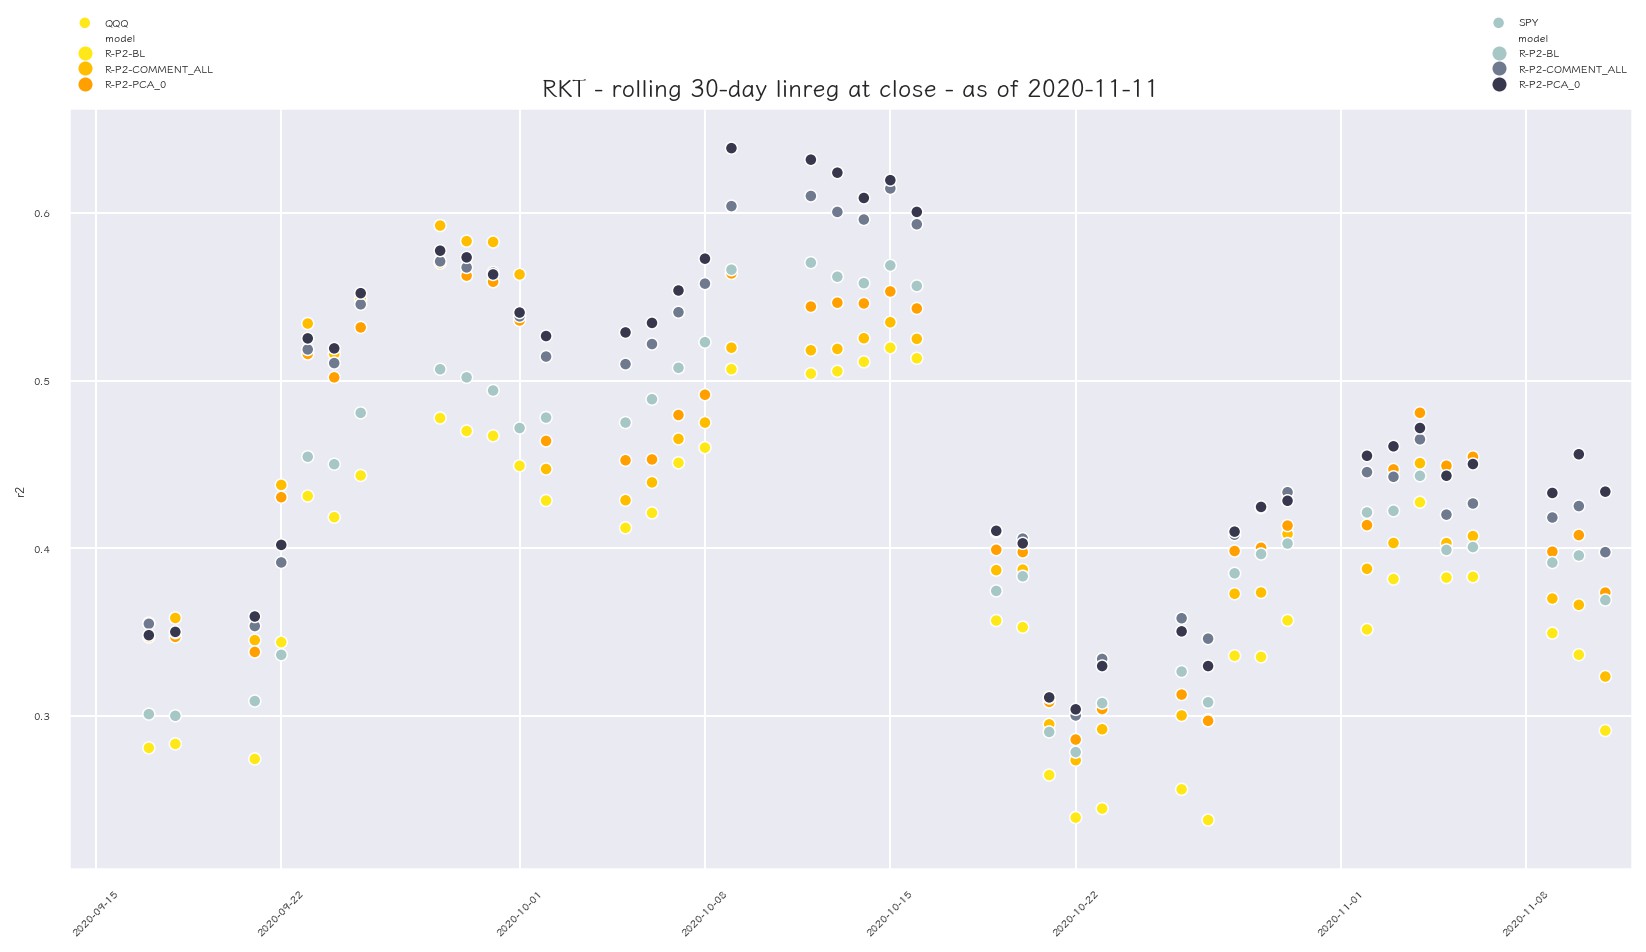 QQQ
model
R-P2-BL
R-P2-COMMENT_ALL
R-P2-PCA_0
SPY
model
R-P2-BL
R-P2-COMMENT_ALL
R-P2-PCA_0
RKT - rolling 30-day linreg at close - as of 2020-11-11
r2
0.6
0.5
0.4
0.3
2020-09-15
2020-09-22
2020-10-01
2020-10-08
2020-10-15
2020-10-22
2020-11-01
2020-11-08